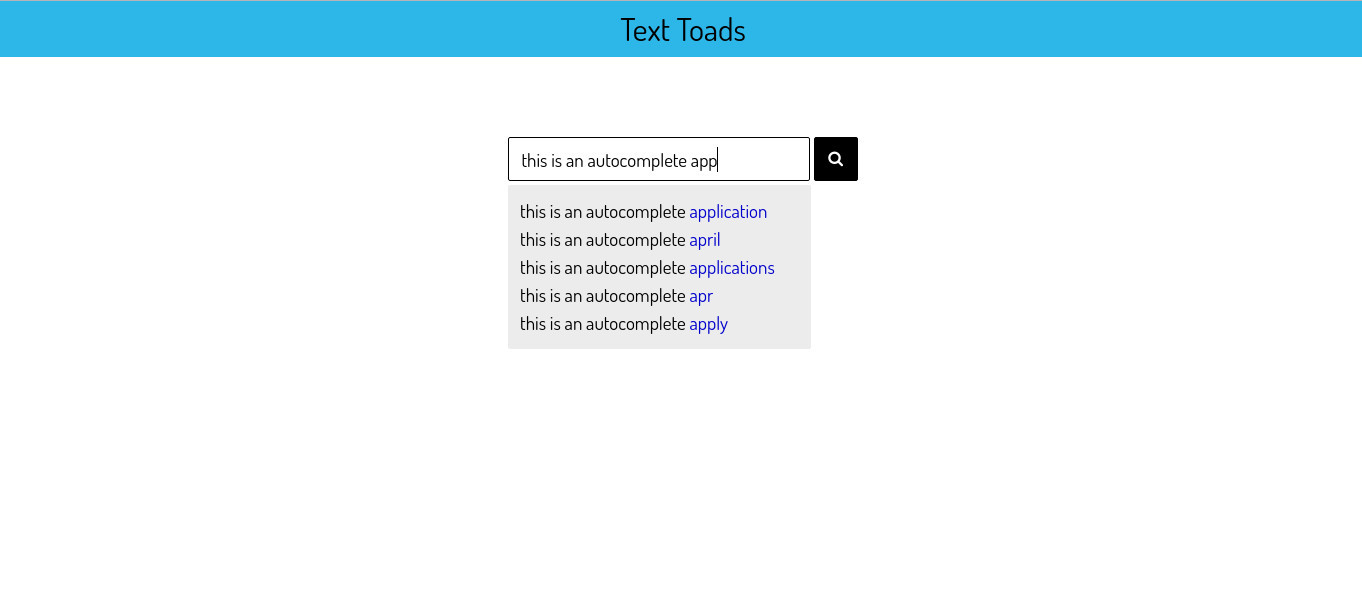 Text Toads
this is an autocomplete app
this is an autocomplete application
this is an autocomplete april
this is an autocomplete applications
this is an autocomplete apr
this is an autocomplete apply